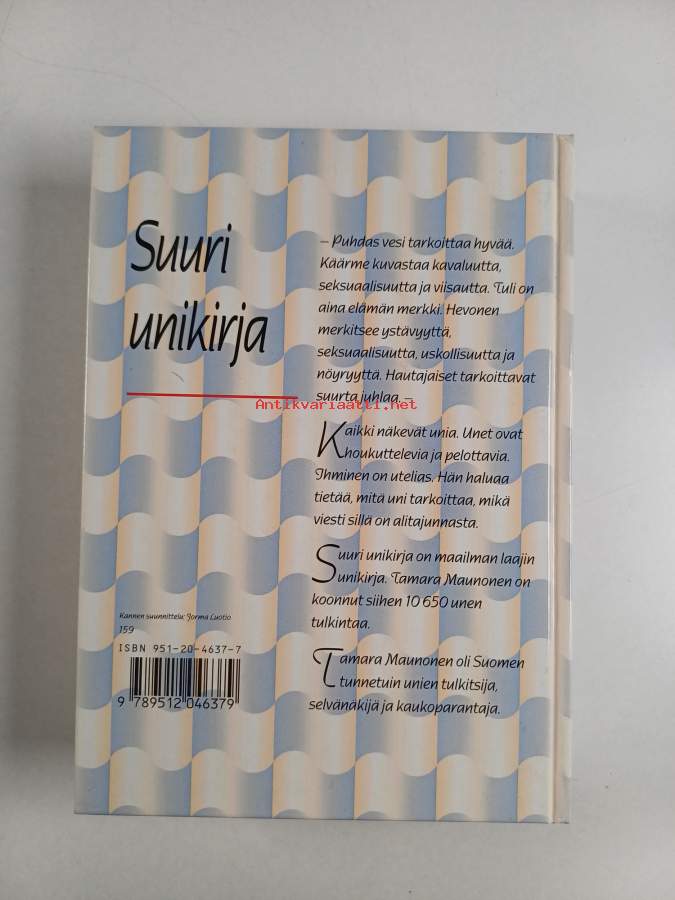 Suuri
unikirja
– Puhdas vesi tarkoittaa hyvää.
Käärme kuvastaa kavaluutta,
seksuaalisuutta ja viisautta. Tuli on
aina elämän merkki. Hevonen
merkitsee ystävyyttä,
seksuaalisuutta, uskollisuutta ja
nöyryyttä. Hautajaiset tarkoittavat
suurta juhlaa. –
Antikvariaatti.net
Kaikki näkevät unia. Unet ovat
houkuttelevia ja pelottavia.
Ihminen on utelias. Hän haluaa
tietää, mitä uni tarkoittaa, mikä
viesti sillä on alitajunnasta.
Suuri unikirja on maailman laajin
unikirja. Tamara Maunonen on
koonnut siihen 10 650 unen
tulkintaa.
Tamara Maunonen oli Suomen
tunnetuin unien tulkitsija,
selvänäkijä ja kaukoparantaja.
Kannen suunnittelu: Jorma Luotio
159
ISBN 951-20-4637-7
9 789512 046379